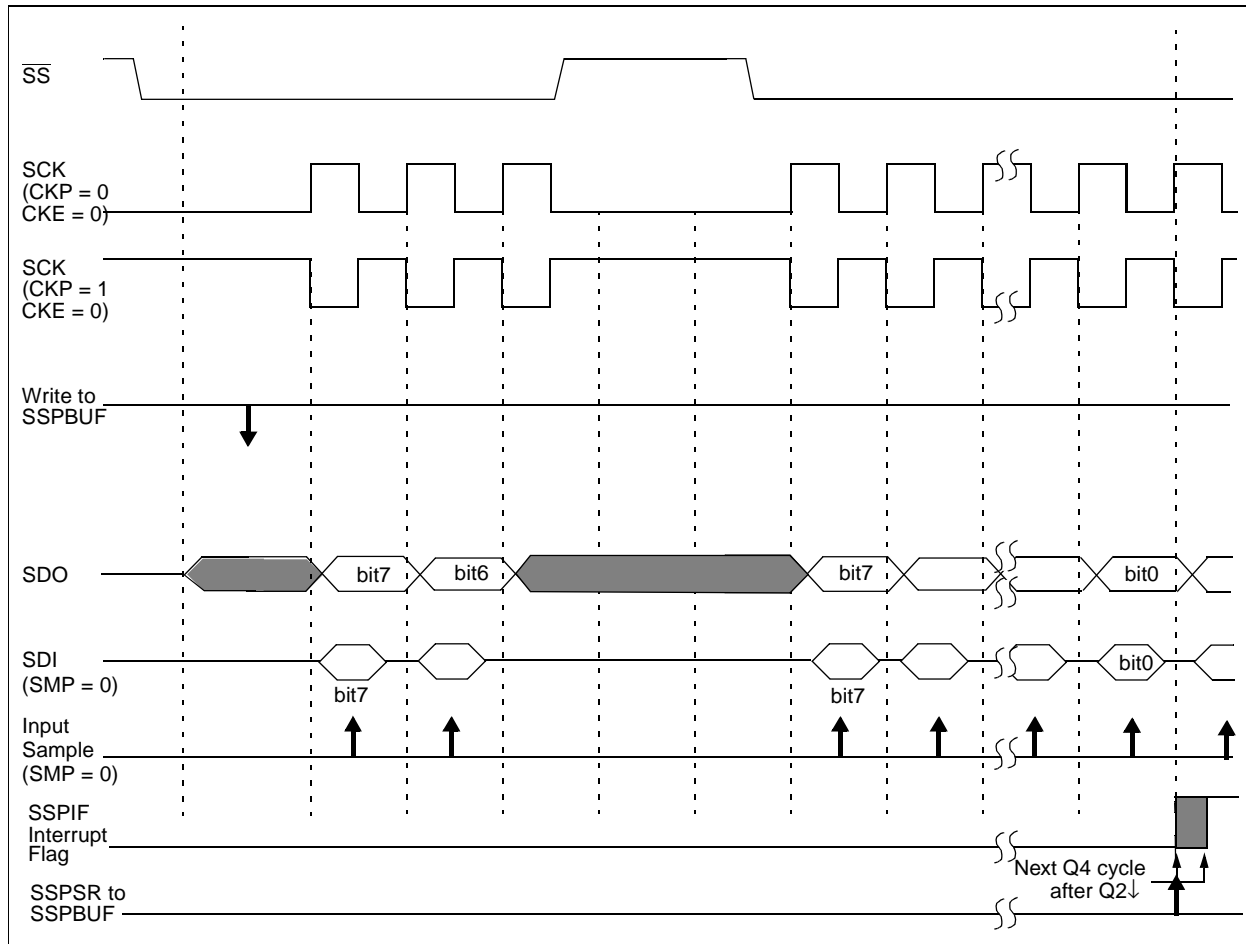 SS
SCK
(CKP = 0
CKE = 0)
SCK
(CKP = 1
CKE = 0)
Write to
SSPBUF
SDO
bit7
bit6
bit7
bit0
SDI
(SMP = 0)
bit7
bit7
bit0
Input
Sample
(SMP = 0)
SSPIF
Interrupt
Flag
Next Q4 cycle
after Q2↓
SSPSR to
SSPBUF